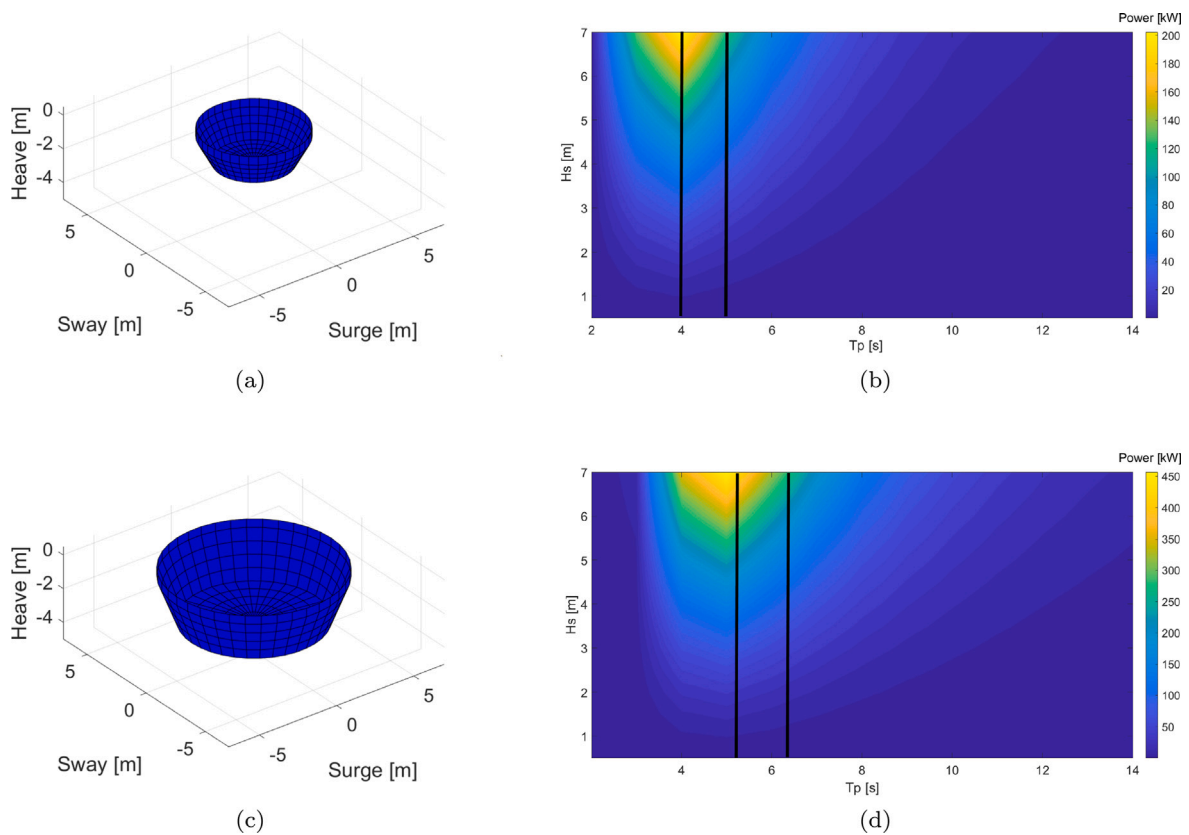 Heave [m]
0
-2
-4
5
0
-5
Sway [m]
-5
0
5
Surge [m]
(a)
Power [kW]
7
6
5
4
3
2
1
Hs [m]
2 4 6 8 10 12 14
Tp [s]
200
180
160
140
120
100
80
60
40
20
(b)
Heave [m]
0
-2
-4
5
0
-5
Sway [m]
-5
0
5
Surge [m]
(c)
Power [kW]
7
6
5
4
3
2
1
Hs [m]
4 6 8 10 12 14
Tp [s]
450
400
350
300
250
200
150
100
50
(d)